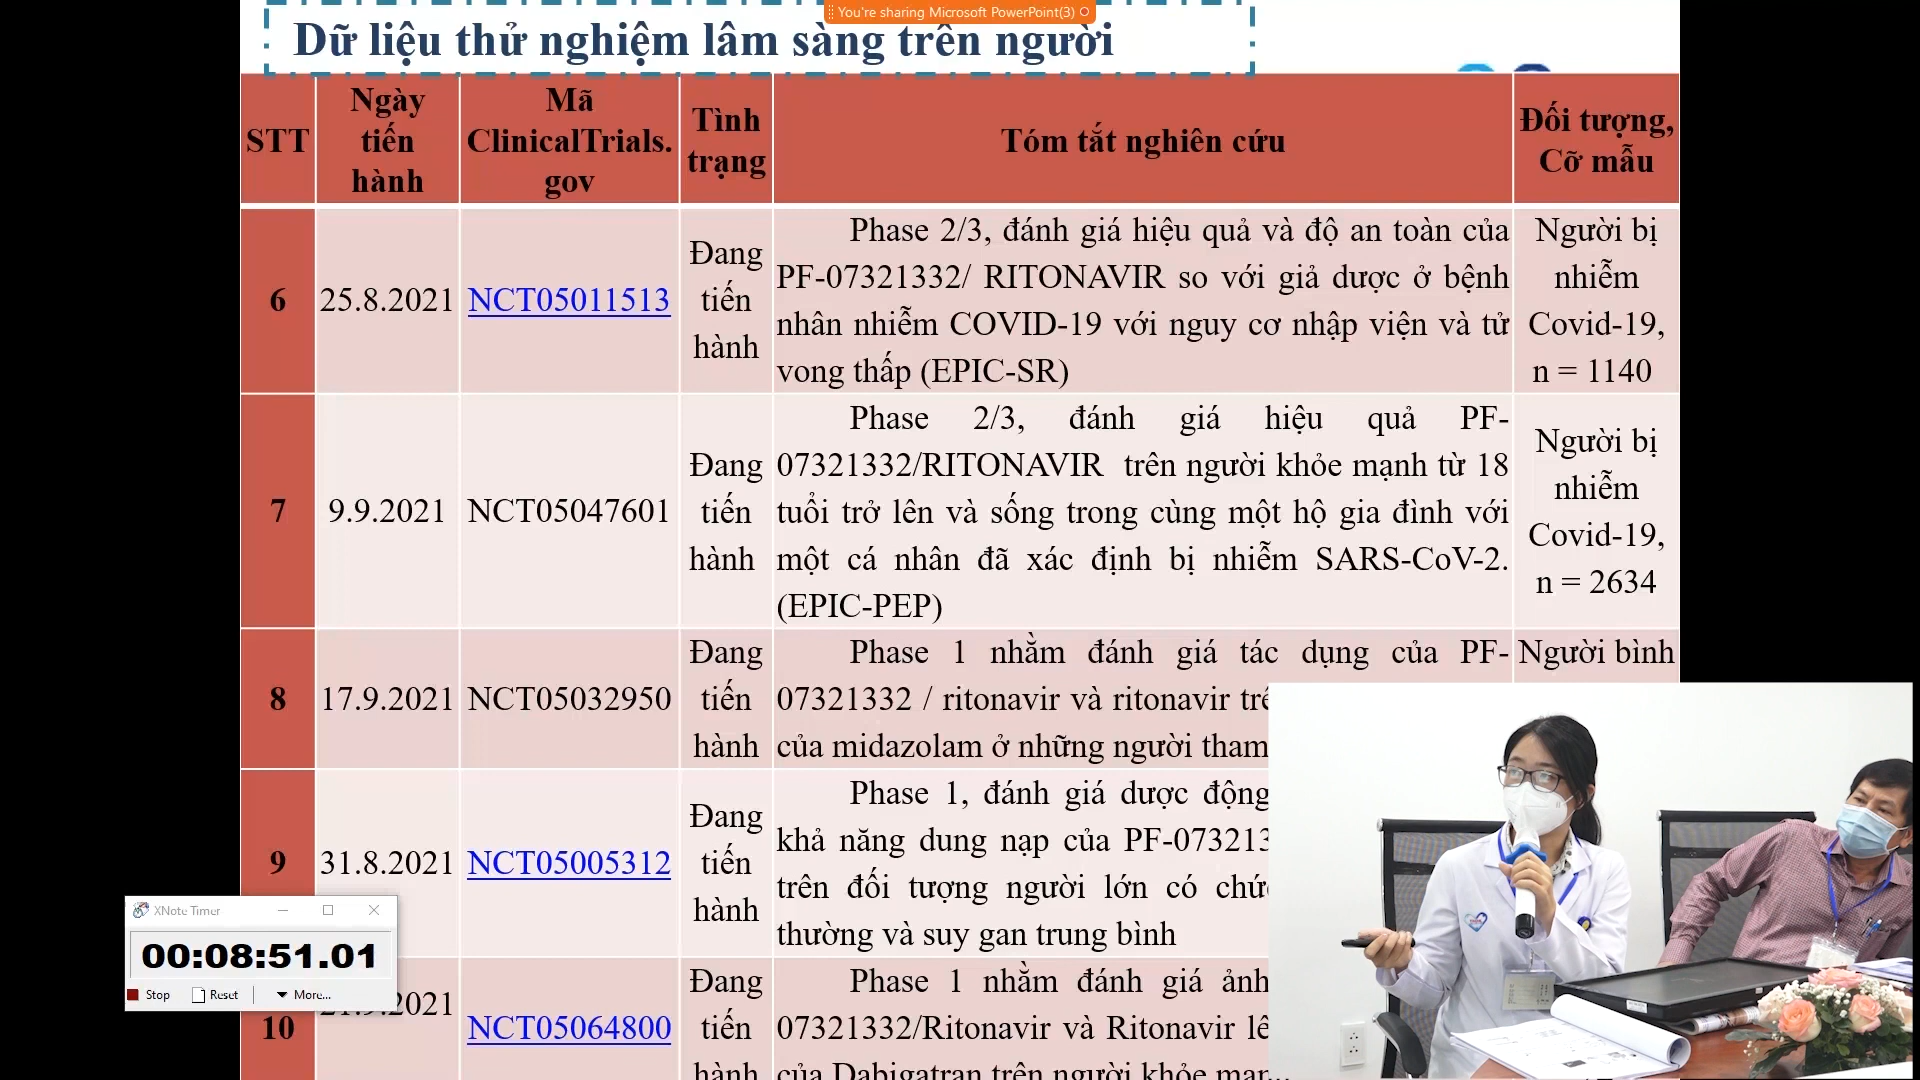 You're sharing Microsoft PowerPoint(3)
Dữ liệu thử nghiệm lâm sàng trên người
STT
Ngày
tiến
hành
Mã
ClinicalTrials.
gov
Tình
trạng
Tóm tắt nghiên cứu
Đối tượng,
Cỡ mẫu
6
25.8.2021
NCT05011513
Đang
tiến
hành
Phase 2/3, đánh giá hiệu quả và độ an toàn của
PF-07321332/ RITONAVIR so với giả dược ở bệnh
nhân nhiễm COVID-19 với nguy cơ nhập viện và tử
vong thấp (EPIC-SR)
Người bị
nhiễm
Covid-19,
n = 1140
7
9.9.2021
NCT05047601
Đang
tiến
hành
Phase 2/3, đánh giá hiệu quả PF-
07321332/RITONAVIR trên người khỏe mạnh từ 18
tuổi trở lên và sống trong cùng một hộ gia đình với
một cá nhân đã xác định bị nhiễm SARS-CoV-2.
(EPIC-PEP)
Người bị
nhiễm
Covid-19,
n = 2634
8
17.9.2021
NCT05032950
Đang
tiến
hành
Phase 1 nhằm đánh giá tác dụng của PF-
07321332 / ritonavir và ritonavir
của midazolam ở những người tham
Người bình
9
31.8.2021
NCT05005312
Đang
tiến
hành
Phase 1, đánh giá dược động
khả năng dung nạp của
trên đối tượng người lớn có
thường và suy gan trung bình
10
NCT05064800
Đang
tiến
hành
Phase 1 nhằm đánh giá ảnh
07321332/Ritonavir và Ritonavir
của Dabigatran trên người khỏe
XNote Timer
00:08:51.01
Stop
Reset
More...